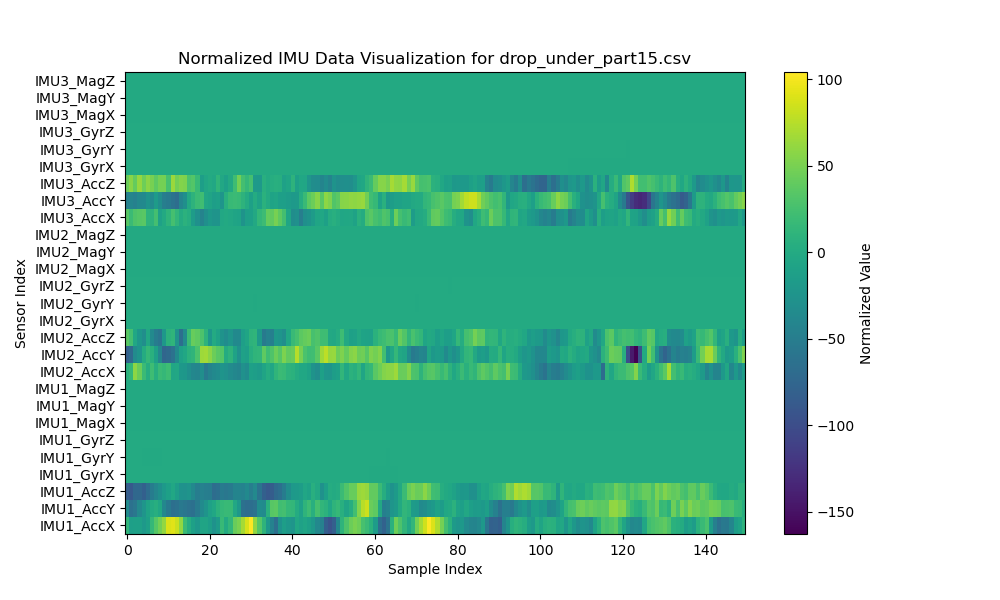 Normalized IMU Data Visualization for drop_under_part15.csv
IMU3_MagZ
IMU3_MagY
IMU3_MagX
IMU3_GyrZ
IMU3_GyrY
IMU3_GyrX
IMU3_AccZ
IMU3_AccY
IMU3_AccX
IMU2_MagZ
IMU2_MagY
IMU2_MagX
IMU2_GyrZ
IMU2_GyrY
IMU2_GyrX
IMU2_AccZ
IMU2_AccY
IMU2_AccX
IMU1_MagZ
IMU1_MagY
IMU1_MagX
IMU1_GyrZ
IMU1_GyrY
IMU1_GyrX
IMU1_AccZ
IMU1_AccY
IMU1_AccX
Sensor Index
0 20 40 60 80 100 120 140
Sample Index
100
50
0
−50
−100
−150
Normalized Value